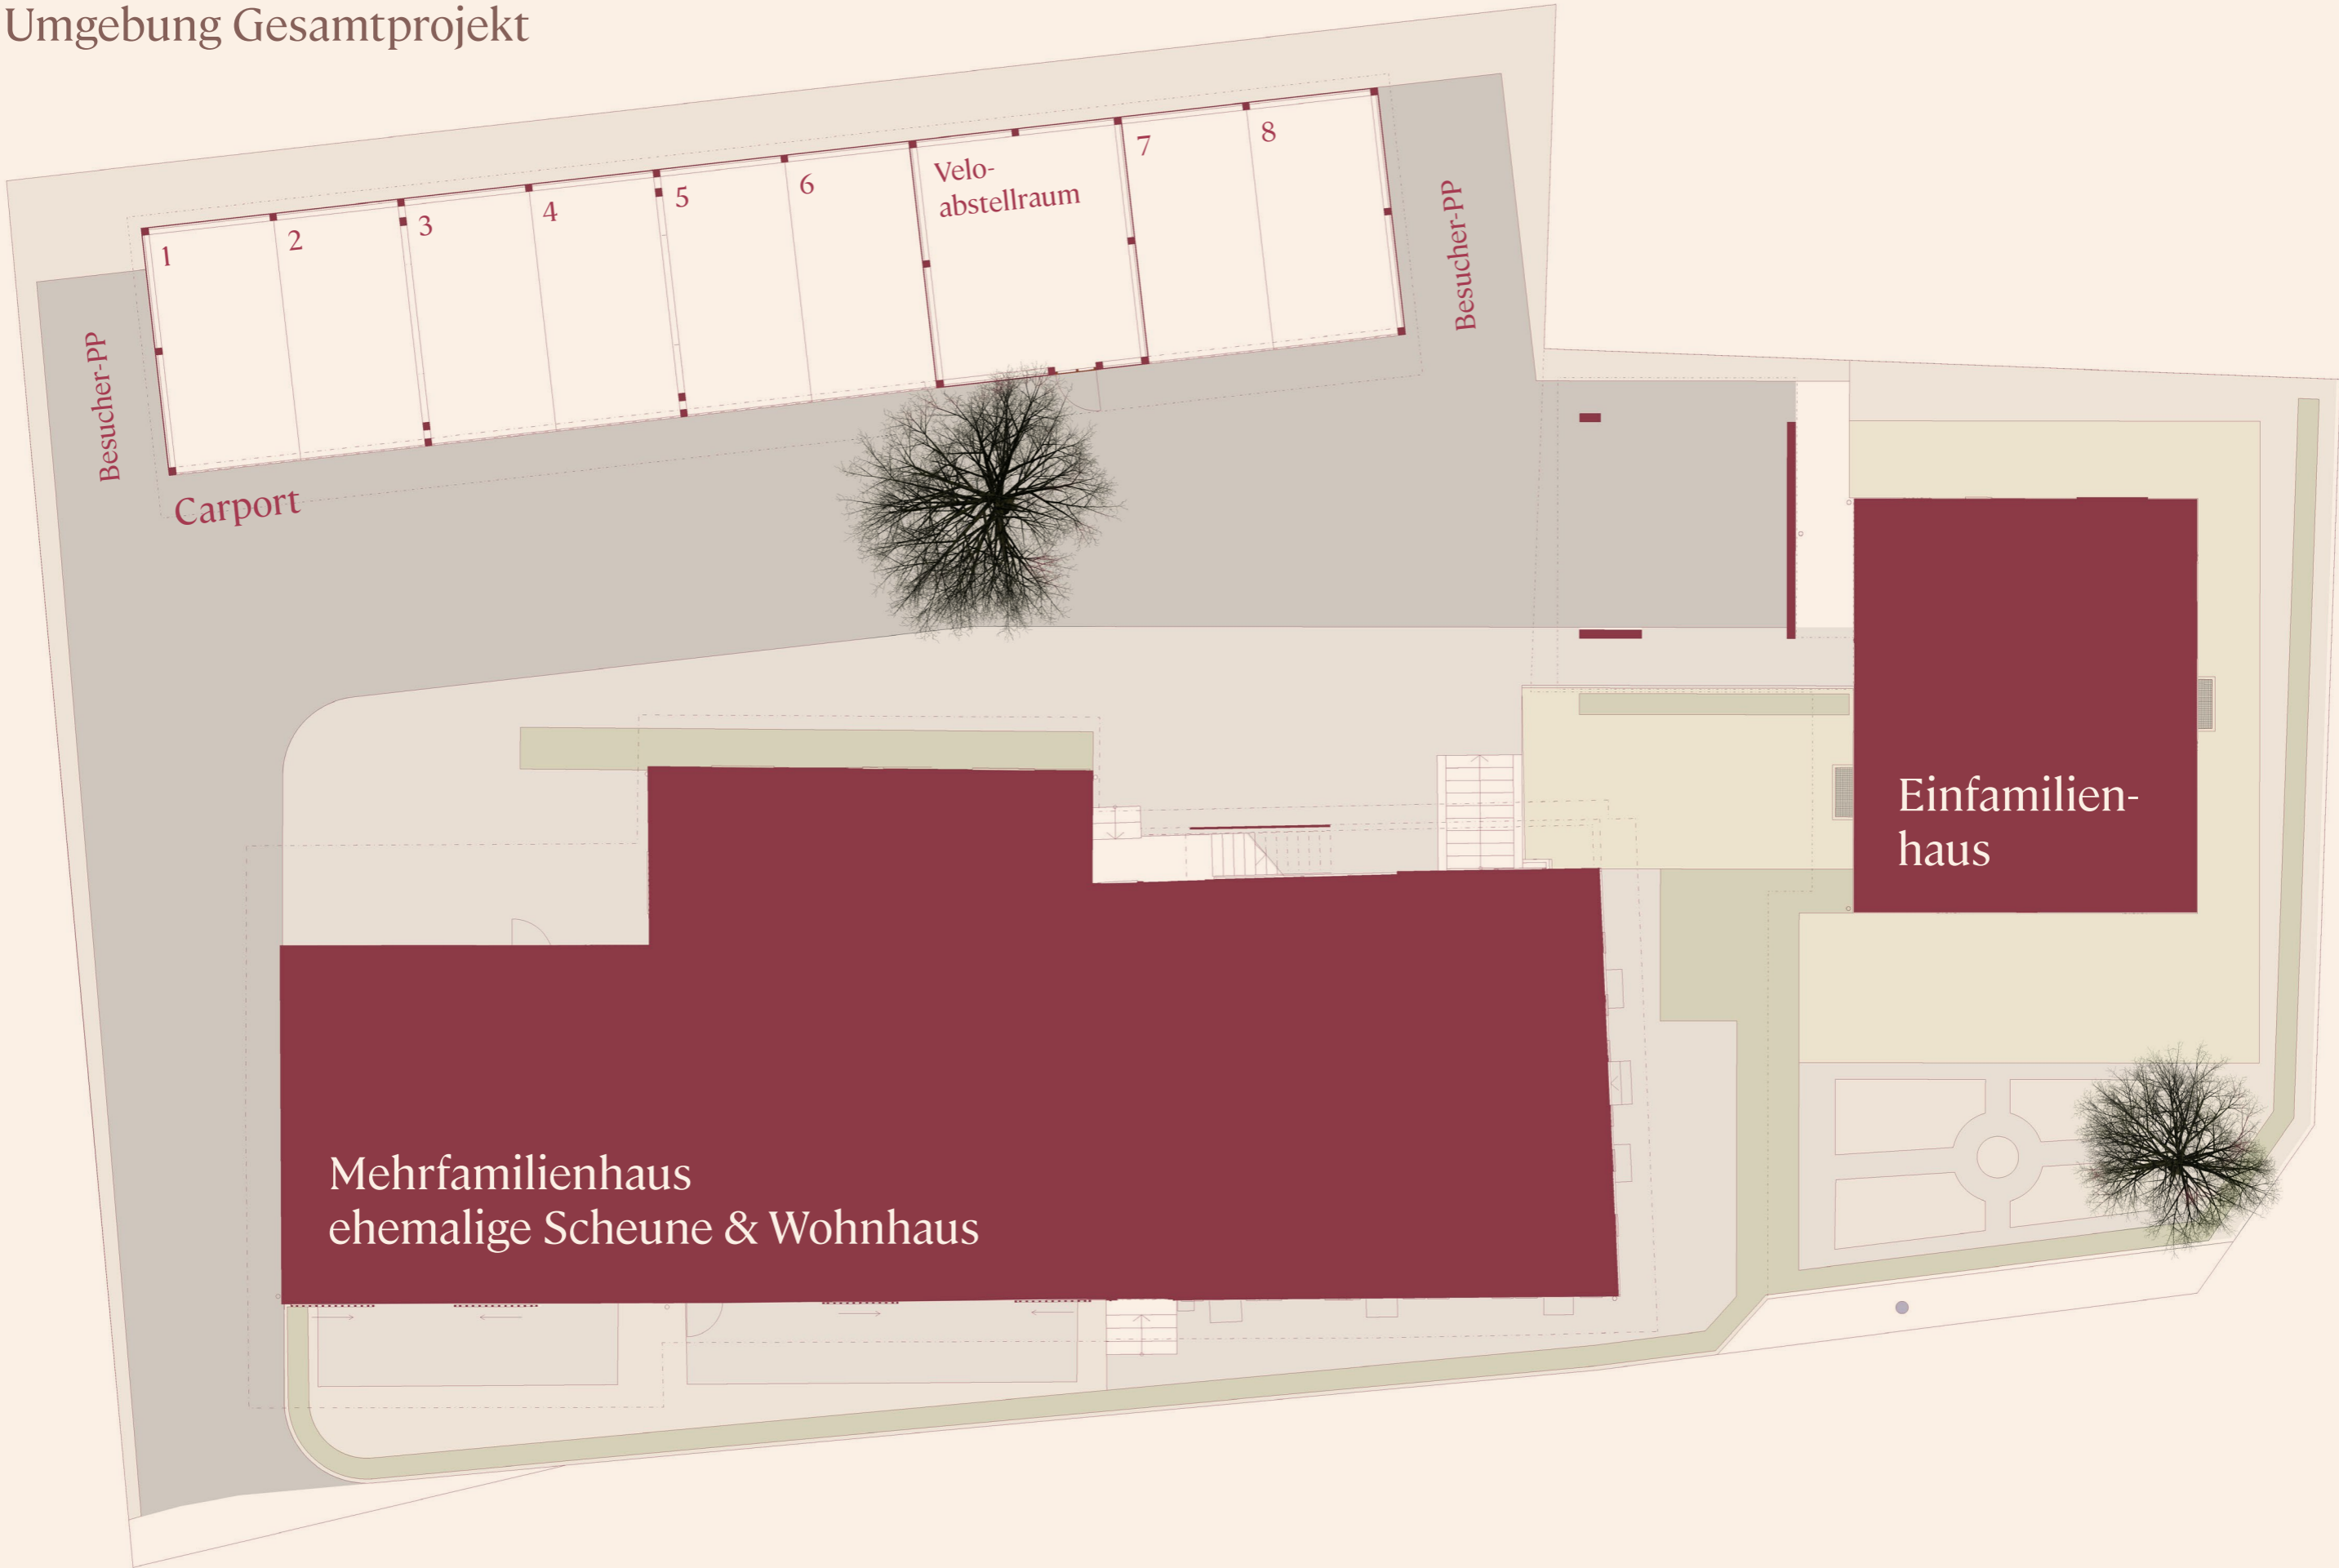 Umgebung Gesamtprojekt
1
2
3
4
5
6
Velo-
abstellraum
7
8
Besucher-PP
Besucher-PP
Carport
Einfamilien-
haus
Mehrfamilienhaus
ehemalige Scheune & Wohnhaus